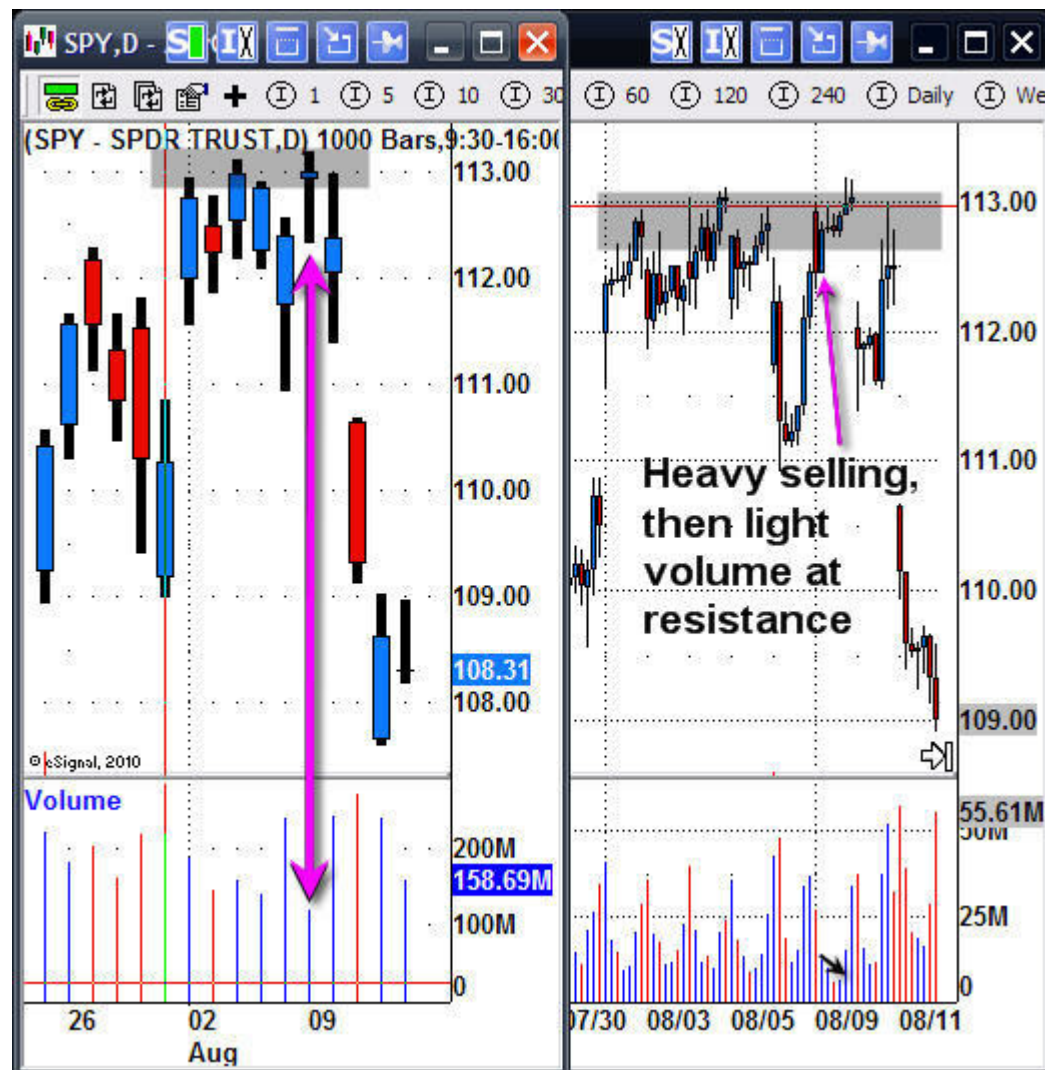 SPY,D -
1 5 10 30
(SPY - SPDR TRUST,D) 1000 Bars,9:30-16:00
113.00
112.00
111.00
110.00
109.00
108.31
108.00
© eSignal, 2010
Volume
200M
158.69M
100M
0
26 02 09
Aug
60 120 240 Daily We
113.00
112.00
111.00
Heavy selling,
then light
volume at
resistance
110.00
109.00
55.61M
50M
25M
0
07/30 08/03 08/05 08/09 08/11